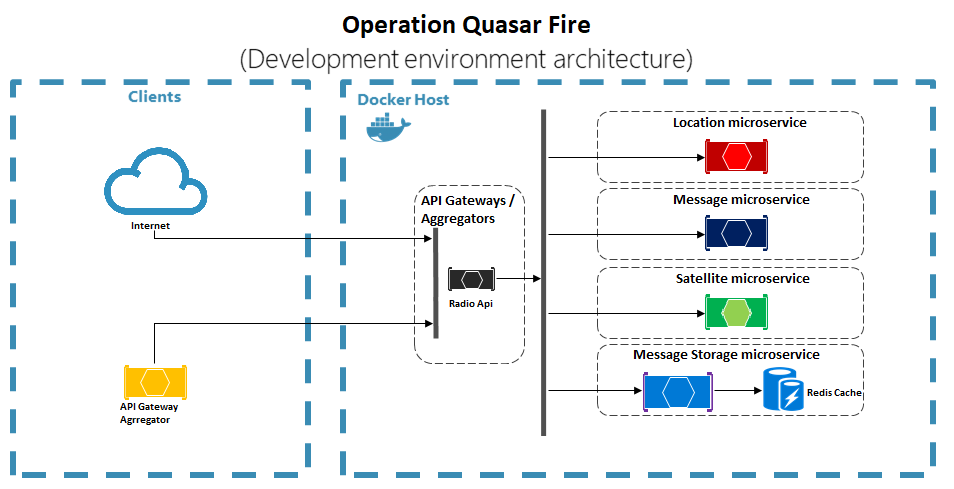 Operation Quasar Fire
(Development environment architecture)
Clients
Docker Host
Location microservice
Message microservice
API Gateways /
Aggregators
Internet
Satellite microservice
Radio Api
Message Storage microservice
Redis Cache
API Gateway
Agrregator